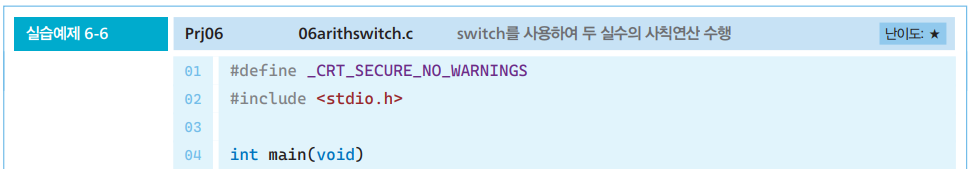 실습예제 6-6 Prj06 06arithswitch.c switch를 사용하여 두 실수의 사칙연산 수행 난이도: ★
01 #define _CRT_SECURE_NO_WARNINGS
02 #include <stdio.h>
03
04 int main(void)